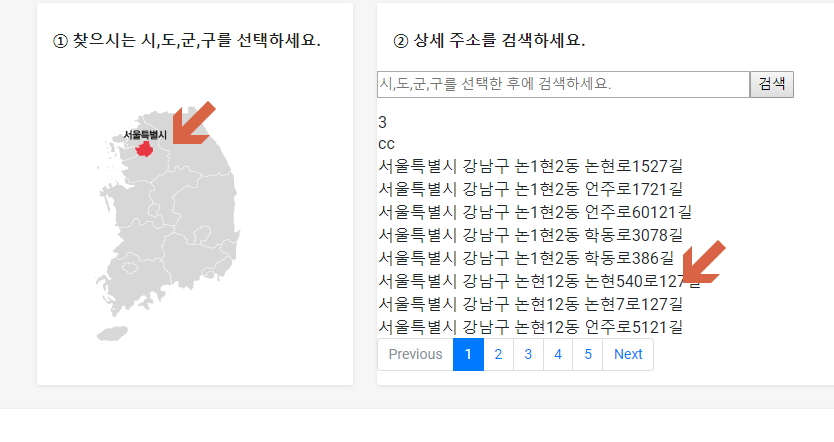 ① 찾으시는 시,도,군,구를 선택하세요.
서울특별시
② 상세 주소를 검색하세요.
시,도,군,구를 선택한 후에 검색하세요. 검색
3
cc
서울특별시 강남구 논1현2동 논현로1527길
서울특별시 강남구 논1현2동 언주로1721길
서울특별시 강남구 논1현2동 언주로60121길
서울특별시 강남구 논1현2동 학동로3078길
서울특별시 강남구 논1현2동 학동로386길
서울특별시 강남구 논현12동 논현540로127길
서울특별시 강남구 논현12동 논현7로127길
서울특별시 강남구 논현12동 언주로5121길
Previous 1 2 3 4 5 Next